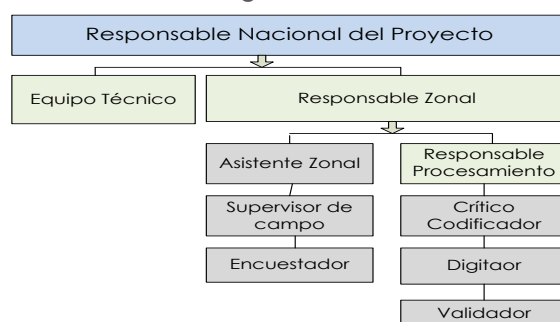 Responsable Nacional del Proyecto
Equipo Técnico
Responsable Zonal
Asistente Zonal
Responsable
Procesamiento
Supervisor de
campo
Crítico
Codificador
Encuestador
Digitaor
Validador